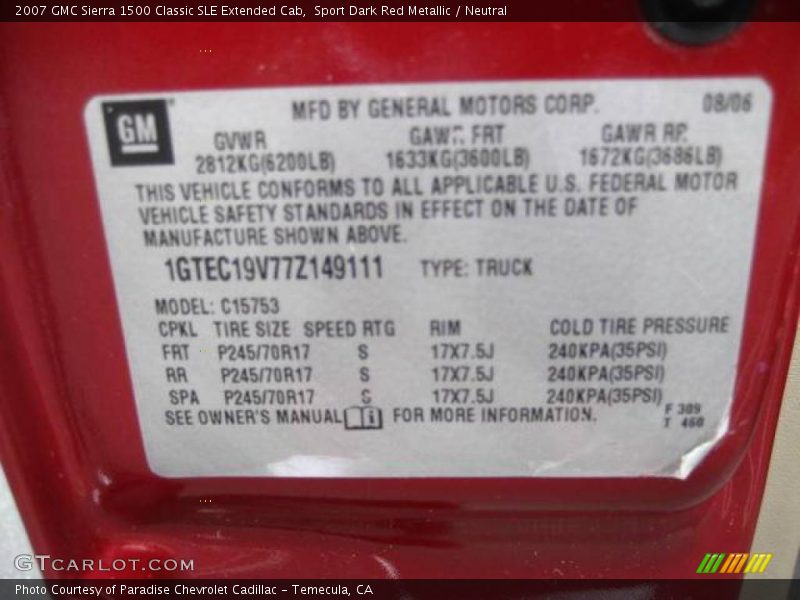 2007 GMC Sierra 1500 Classic SLE Extended Cab, Sport Dark Red Metallic / Neutral
GM
MFD BY GENERAL MOTORS CORP. 08/06
GVWR GAWR FRT GAWR RR
2812KG(6200LB) 1633KG(3600LB) 1672KG(3686LB)
THIS VEHICLE CONFORMS TO ALL APPLICABLE U.S. FEDERAL MOTOR
VEHICLE SAFETY STANDARDS IN EFFECT ON THE DATE OF
MANUFACTURE SHOWN ABOVE.
1GTEC19V77Z149111 TYPE: TRUCK
MODEL: C15753
CPKL TIRE SIZE SPEED RTG RIM COLD TIRE PRESSURE
FRT P245/70R17 S 17X7.5J 240KPA(35PSI)
RR P245/70R17 S 17X7.5J 240KPA(35PSI)
SPA P245/70R17 S 17X7.5J 240KPA(35PSI)
SEE OWNER'S MANUAL FOR MORE INFORMATION.
F 309
T 460
GTCARLOT.COM
Photo Courtesy of Paradise Chevrolet Cadillac - Temecula, CA